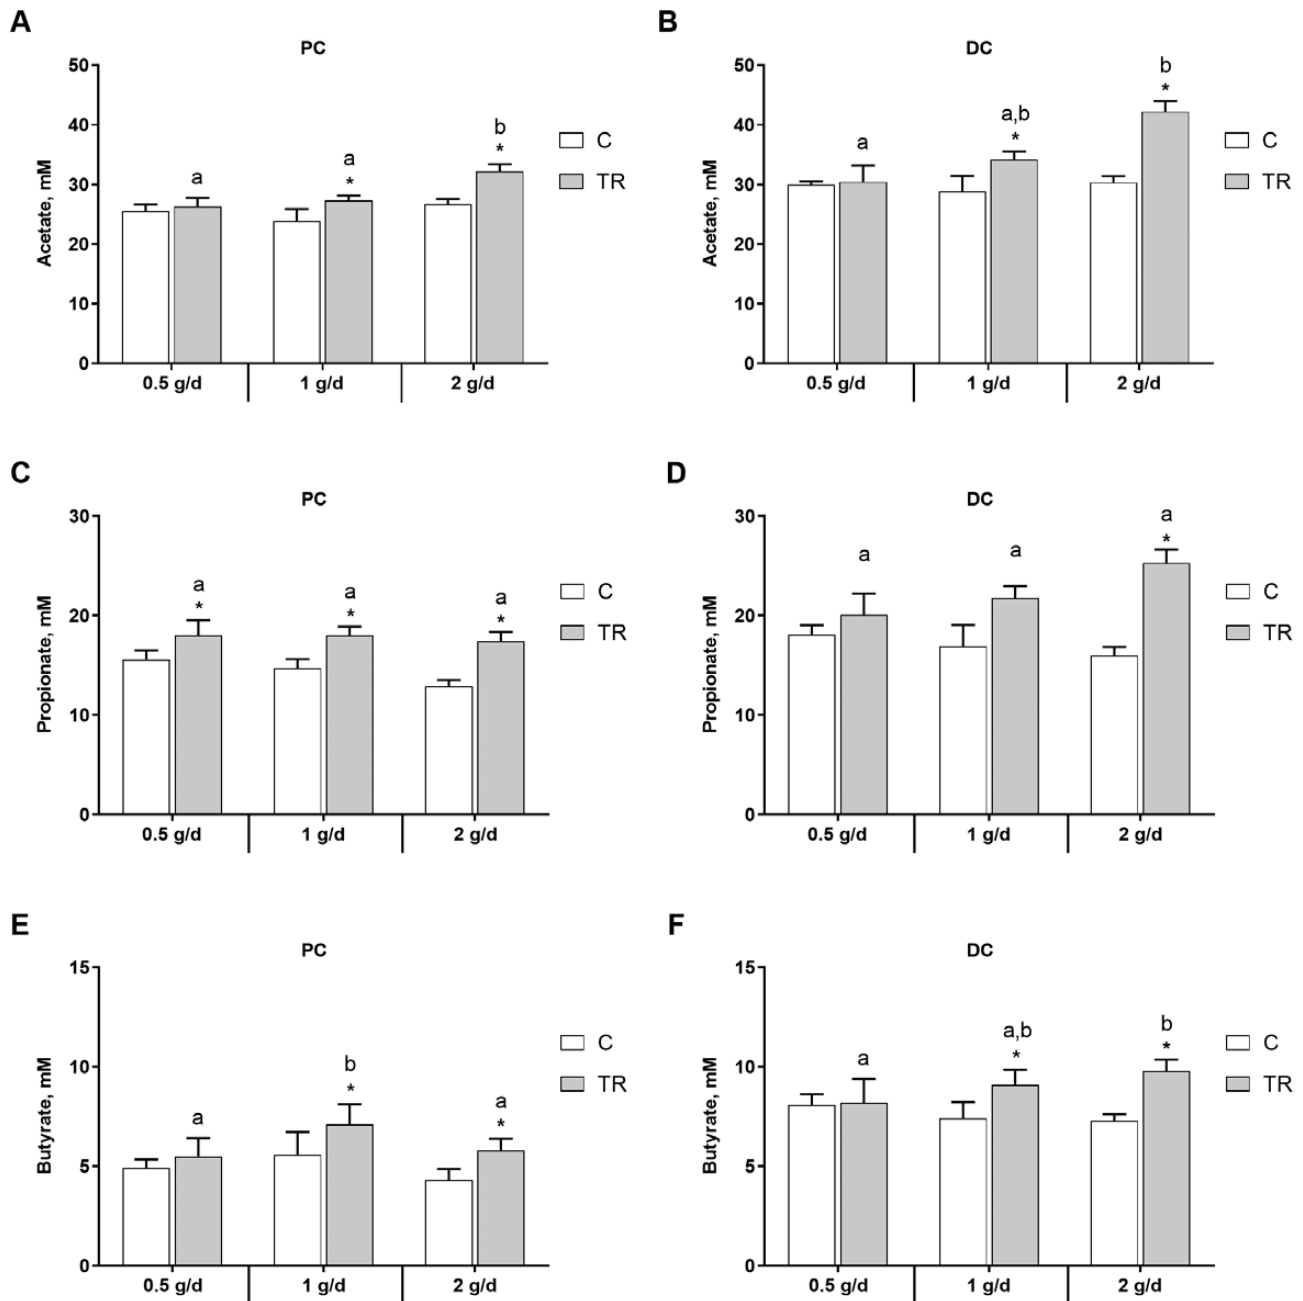 A
PC
50
40
30
20
10
0
Acetate, mM
a
a
*
b
*
C
TR
0.5 g/d
1 g/d
2 g/d
B
DC
50
40
30
20
10
0
Acetate, mM
a
a,b
*
b
*
C
TR
0.5 g/d
1 g/d
2 g/d
C
PC
30
20
10
0
Propionate, mM
a
*
a
*
a
*
C
TR
0.5 g/d
1 g/d
2 g/d
D
DC
30
20
10
0
Propionate, mM
a
a
a
*
C
TR
0.5 g/d
1 g/d
2 g/d
E
PC
15
10
5
0
Butyrate, mM
a
b
*
a
*
C
TR
0.5 g/d
1 g/d
2 g/d
F
DC
15
10
5
0
Butyrate, mM
a
a,b
*
b
*
C
TR
0.5 g/d
1 g/d
2 g/d